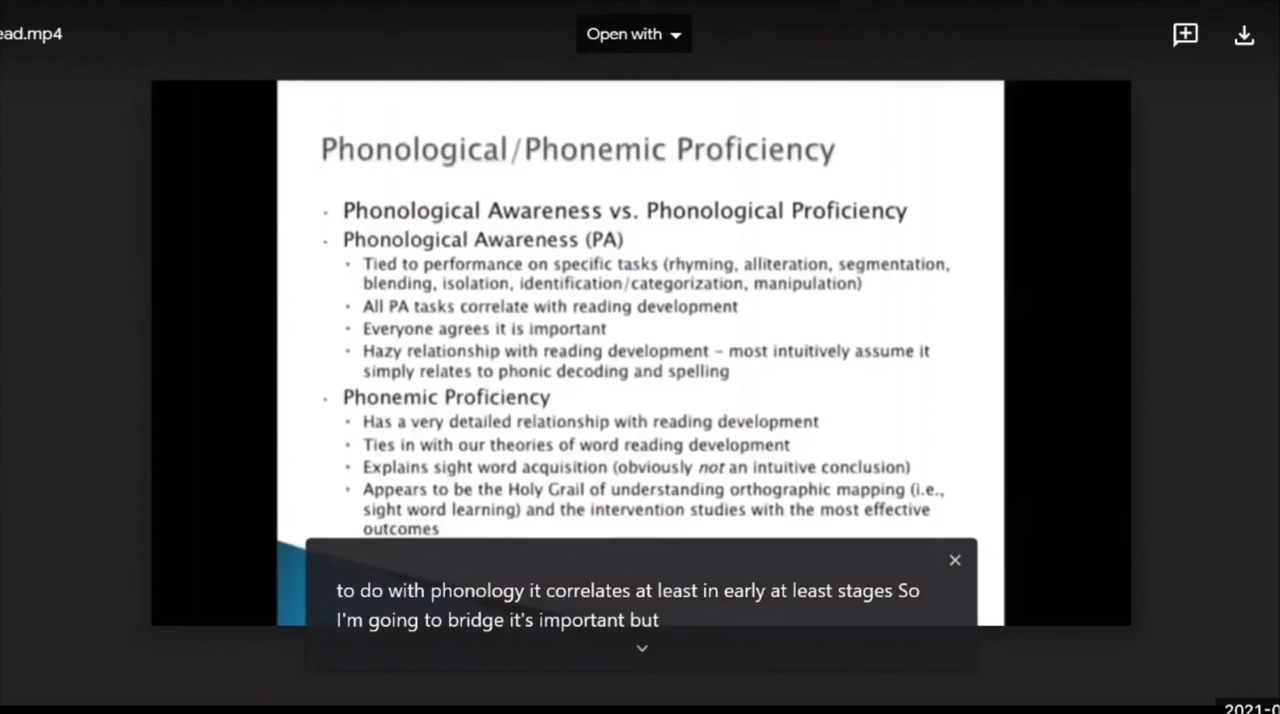 ead.mp4
Open with
Phonological/Phonemic Proficiency
Phonological Awareness vs. Phonological Proficiency
Phonological Awareness (PA)
Tied to performance on specific tasks (rhyming, alliteration, segmentation,
blending, isolation, identification/categorization, manipulation)
All PA tasks correlate with reading development
Everyone agrees it is important
Hazy relationship with reading development – most intuitively assume it
simply relates to phonic decoding and spelling
Phonemic Proficiency
Has a very detailed relationship with reading development
Ties in with our theories of word reading development
Explains sight word acquisition (obviously not an intuitive conclusion)
Appears to be the Holy Grail of understanding orthographic mapping (i.e.,
sight word learning) and the intervention studies with the most effective
outcomes
to do with phonology it correlates at least in early at least stages So
I'm going to bridge it's important but